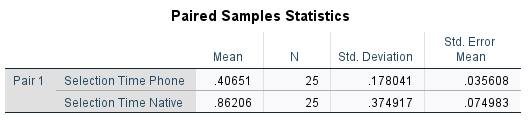 Paired Samples Statistics
Mean N Std. Deviation Std. Error Mean
Pair 1 Selection Time Phone .40651 25 .178041 .035608
Selection Time Native .86206 25 .374917 .074983